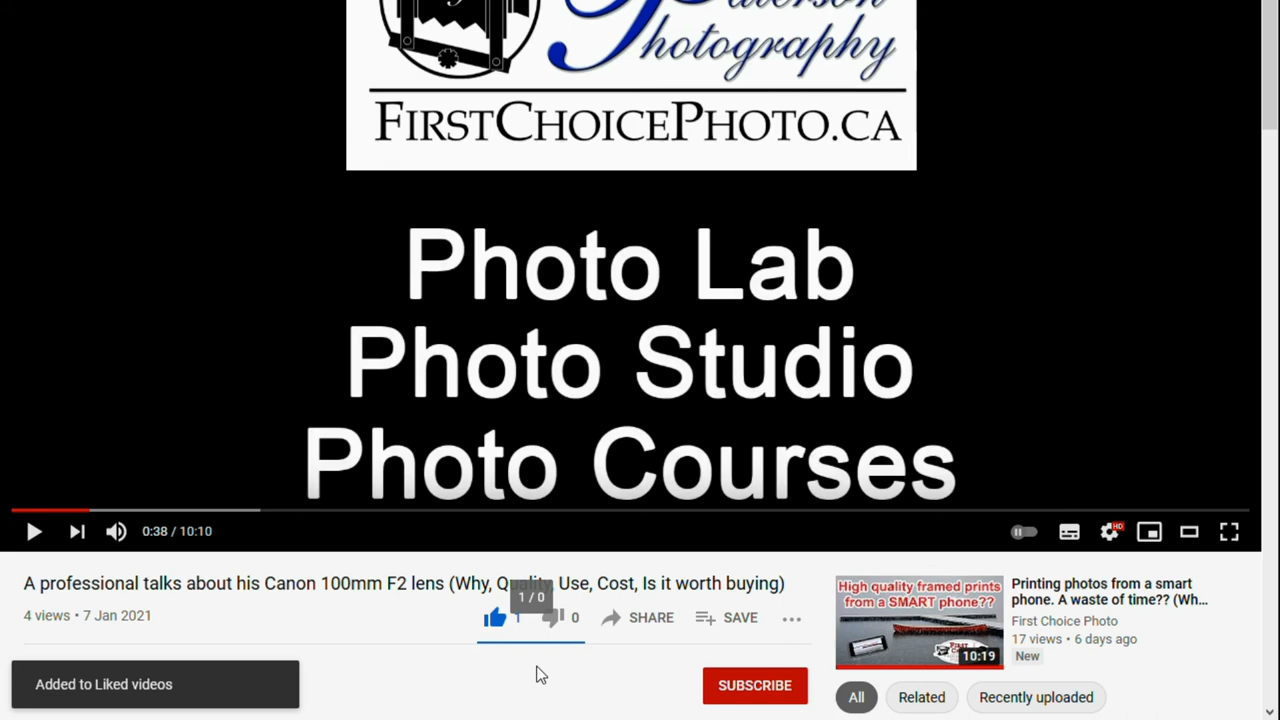 Photography
FIRSTCHOICEPHOTO.CA
Photo Lab
Photo Studio
Photo Courses
0:38 / 10:10
HD
A professional talks about his Canon 100mm F2 lens (Why, Quality, Use, Cost, Is it worth buying)
1 / 0
4 views • 7 Jan 2021
1
0
SHARE
SAVE
Added to Liked videos
SUBSCRIBE
High quality framed prints
from a SMART phone??
10:19
Printing photos from a smart
phone. A waste of time?? (Wh...
First Choice Photo
17 views • 6 days ago
New
All
Related
Recently uploaded